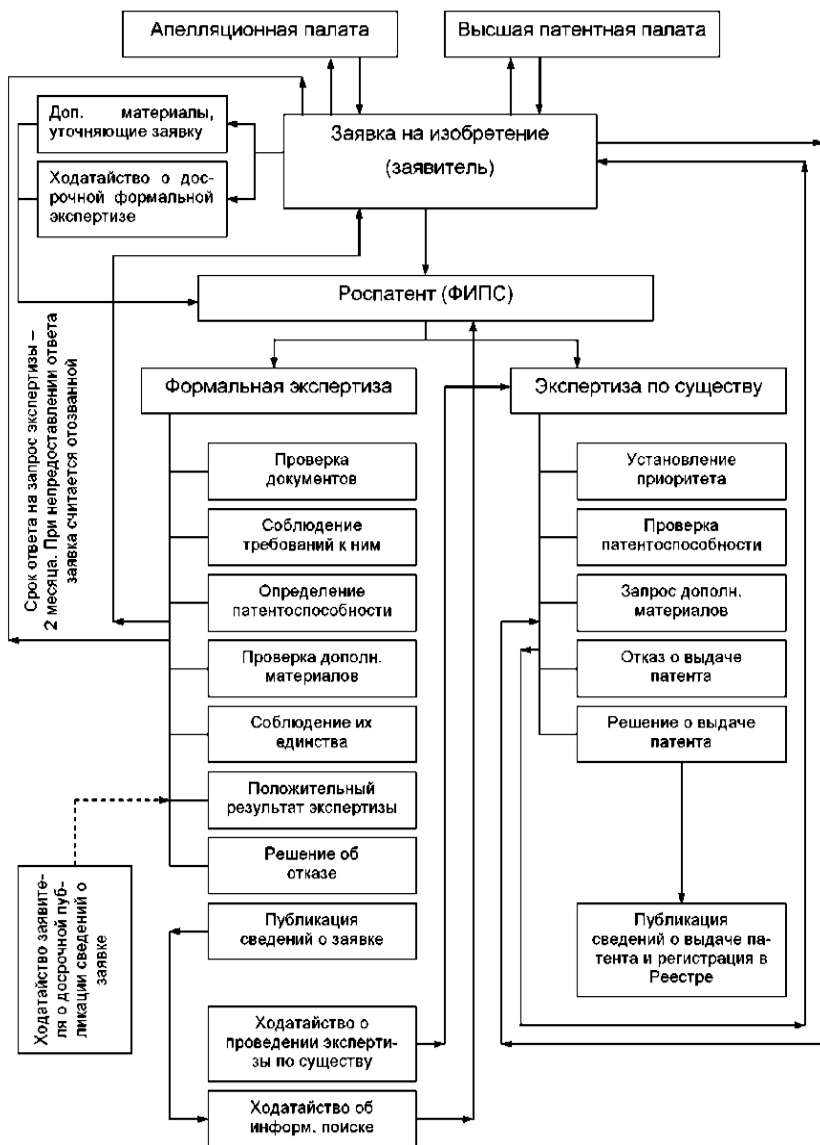 Апелляционная палата
Высшая патентная палата
Доп. материалы,
уточняющие заявку
Заявка на изобретение
(заявитель)
Ходатайство о дос-
рочной формальной
экспертизе
Роспатент (ФИПС)
Срок ответа на запрос экспертизы –
2 месяца. При непредоставлении ответа
заявка считается отозванной
Формальная экспертиза
Экспертиза по существу
Проверка
документов
Установление
приоритета
Соблюдение
требований к ним
Проверка
патентоспособности
Определение
патентоспособности
Запрос дополн.
материалов
Проверка дополн.
материалов
Отказ о выдаче
патента
Соблюдение их
единства
Решение о выдаче
патента
Положительный
результат экспертизы
Решение об
отказе
Ходатайство заявите-
ля о досрочной пуб-
ликации сведений о
заявке
Публикация
сведений о заявке
Публикация
сведений о выдаче па-
тента и регистрация в
Реестре
Ходатайство о
проведении эксперти-
зы по существу
Ходатайство об
информ. поиске